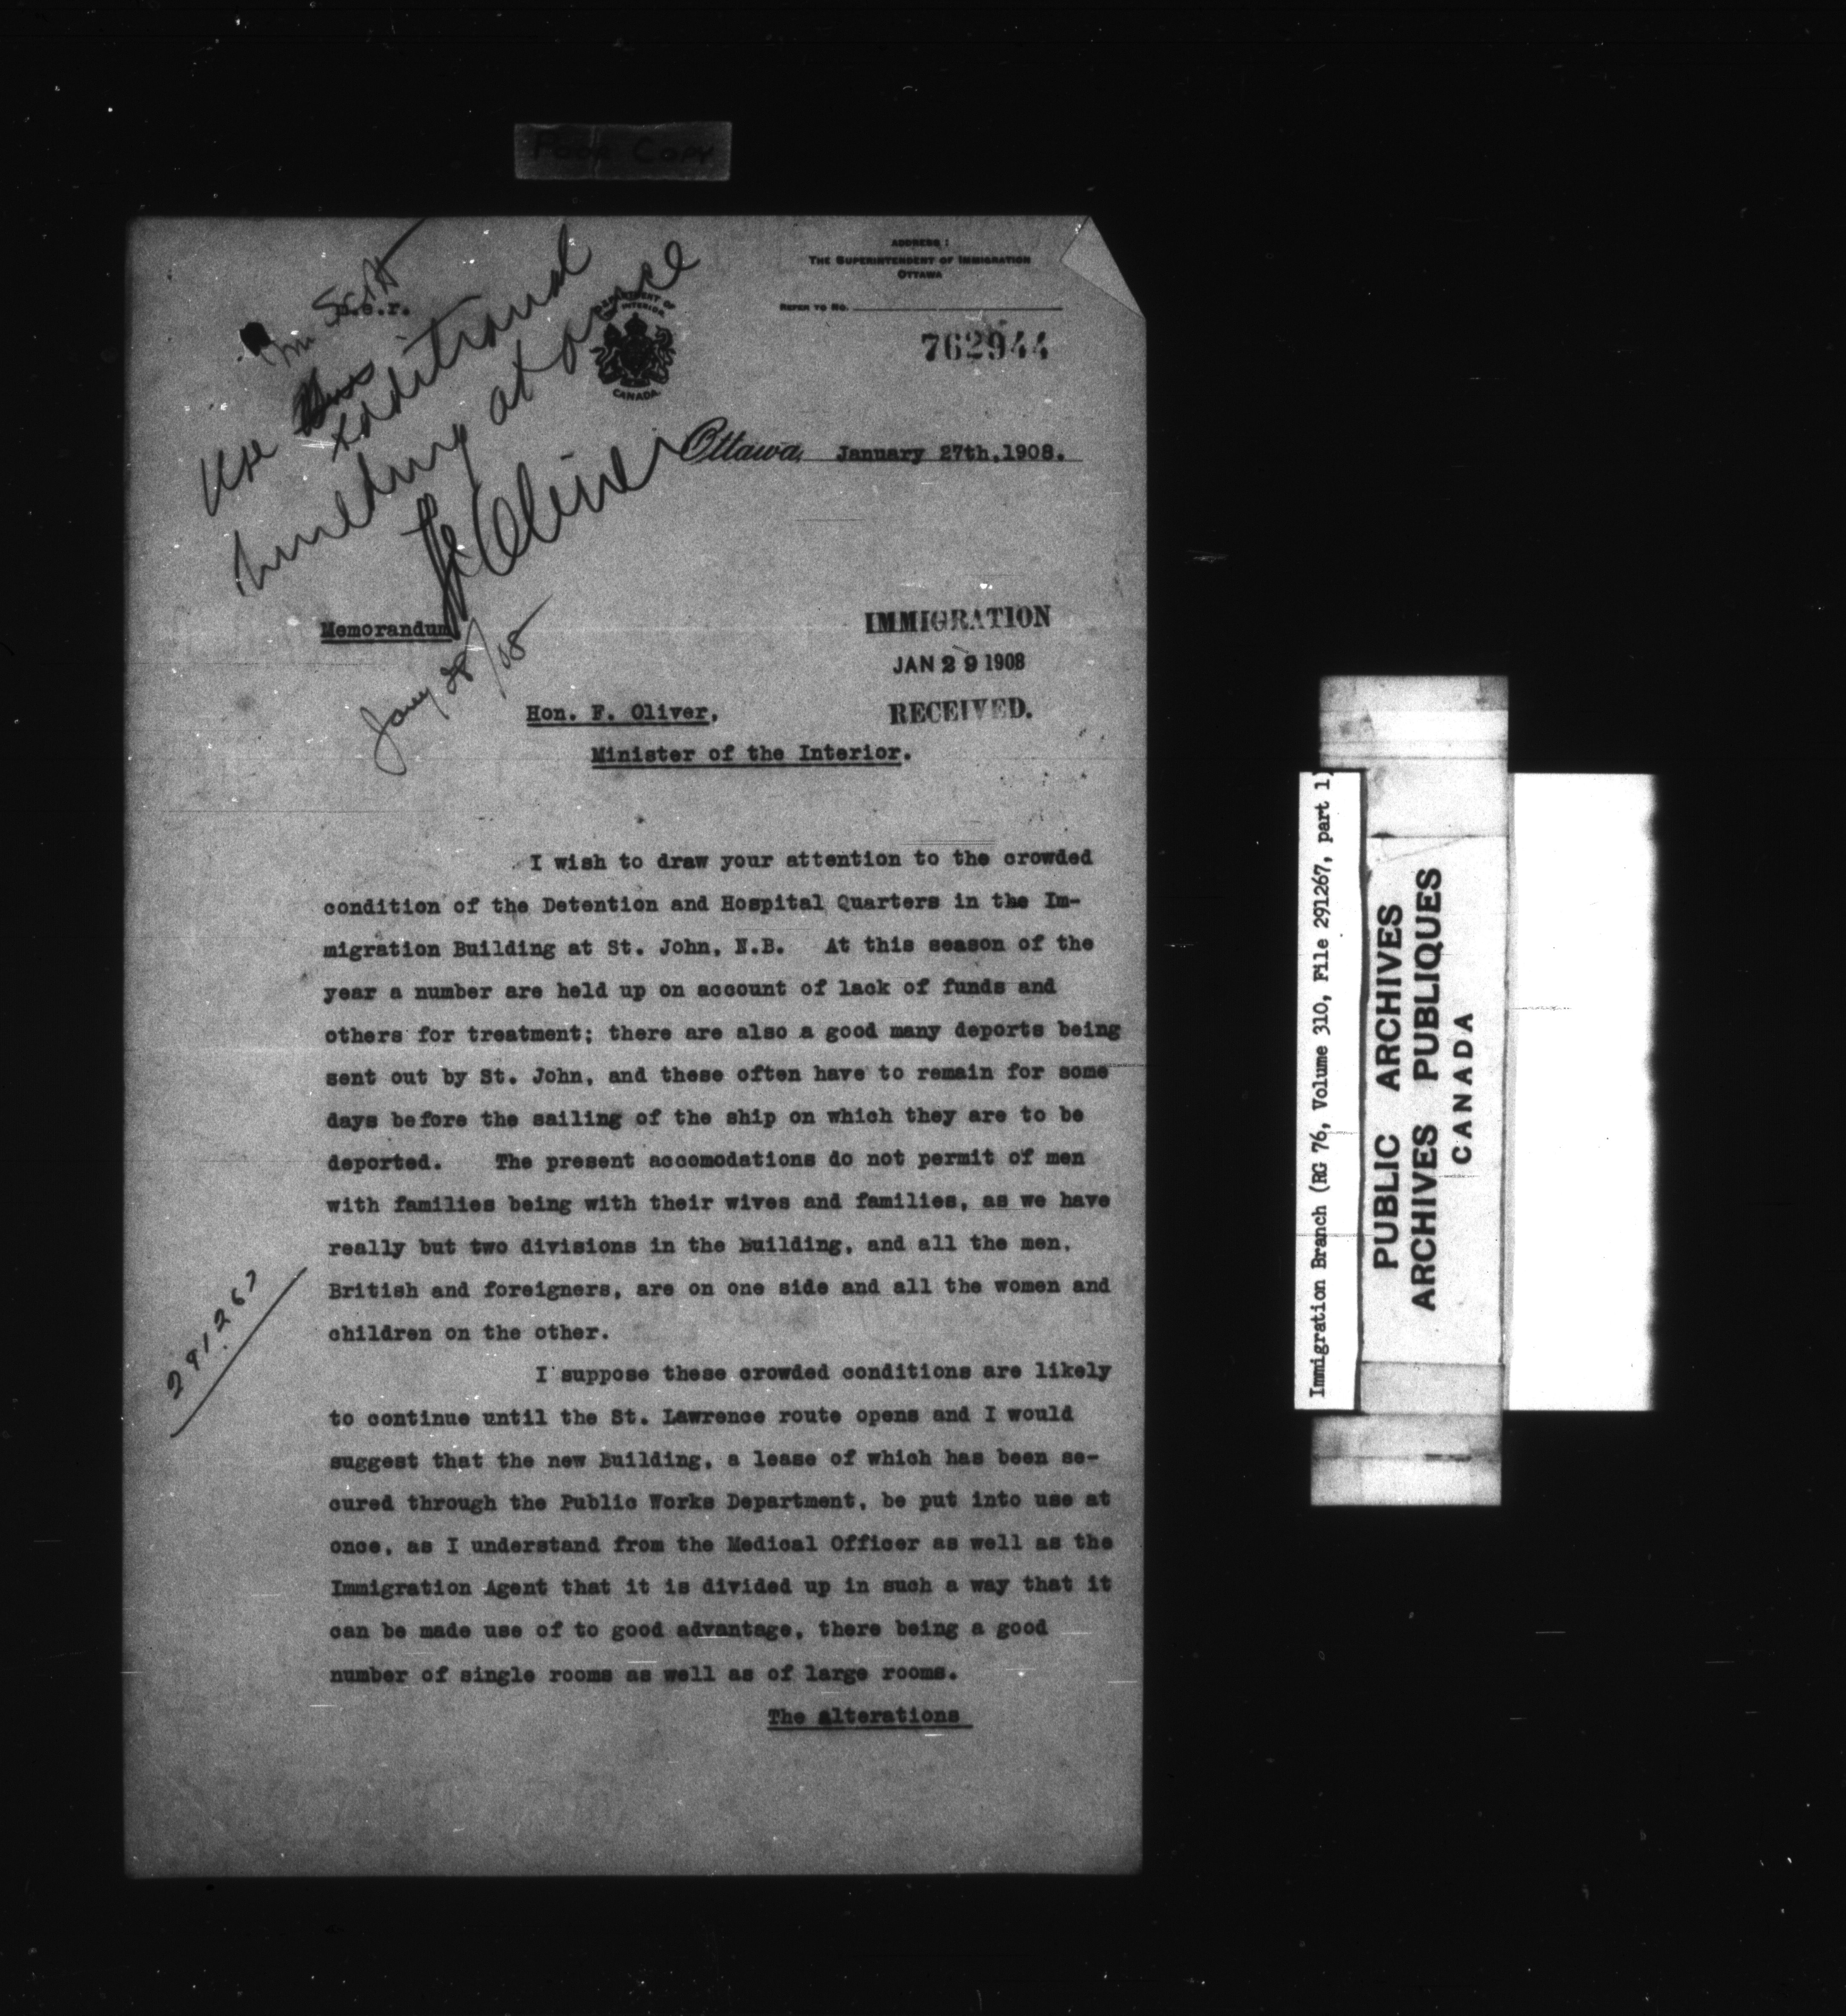 Poor Copy
ADDRESS:
THE SUPERINTENDENT OF IMMIGRATION
OTTAWA
REFER TO NO.
762944
DEPARTMENT OF
INTERIOR
CANADA
Mr Scott
Use
additional
building at once
F. Oliver
Jany 28/08
Ottawa, January 27th, 1908.
Memorandum
IMMIGRATION
JAN 29 1908
RECEIVED.
Hon. F. Oliver,
Minister of the Interior.
I wish to draw your attention to the crowded
condition of the Detention and Hospital Quarters in the Im-
migration Building at St. John, N.B. At this season of the
year a number are held up on account of lack of funds and
others for treatment; there are also a good many deports being
sent out by St. John, and these often have to remain for some
days before the sailing of the ship on which they are to be
deported. The present accomodations do not permit of men
with families being with their wives and families, as we have
really but two divisions in the Building, and all the men,
British and foreigners, are on one side and all the women and
children on the other.
291267
I suppose these crowded conditions are likely
to continue until the St. Lawrence route opens and I would
suggest that the new Building, a lease of which has been se-
cured through the Public Works Department, be put into use at
once, as I understand from the Medical Officer as well as the
Immigration Agent that it is divided up in such a way that it
can be made use of to good advantage, there being a good
number of single rooms as well as of large rooms.
The alterations
Immigration Branch (RG 76, Volume 310, File 291267, part 1)
PUBLIC ARCHIVES
ARCHIVES PUBLIQUES
CANADA